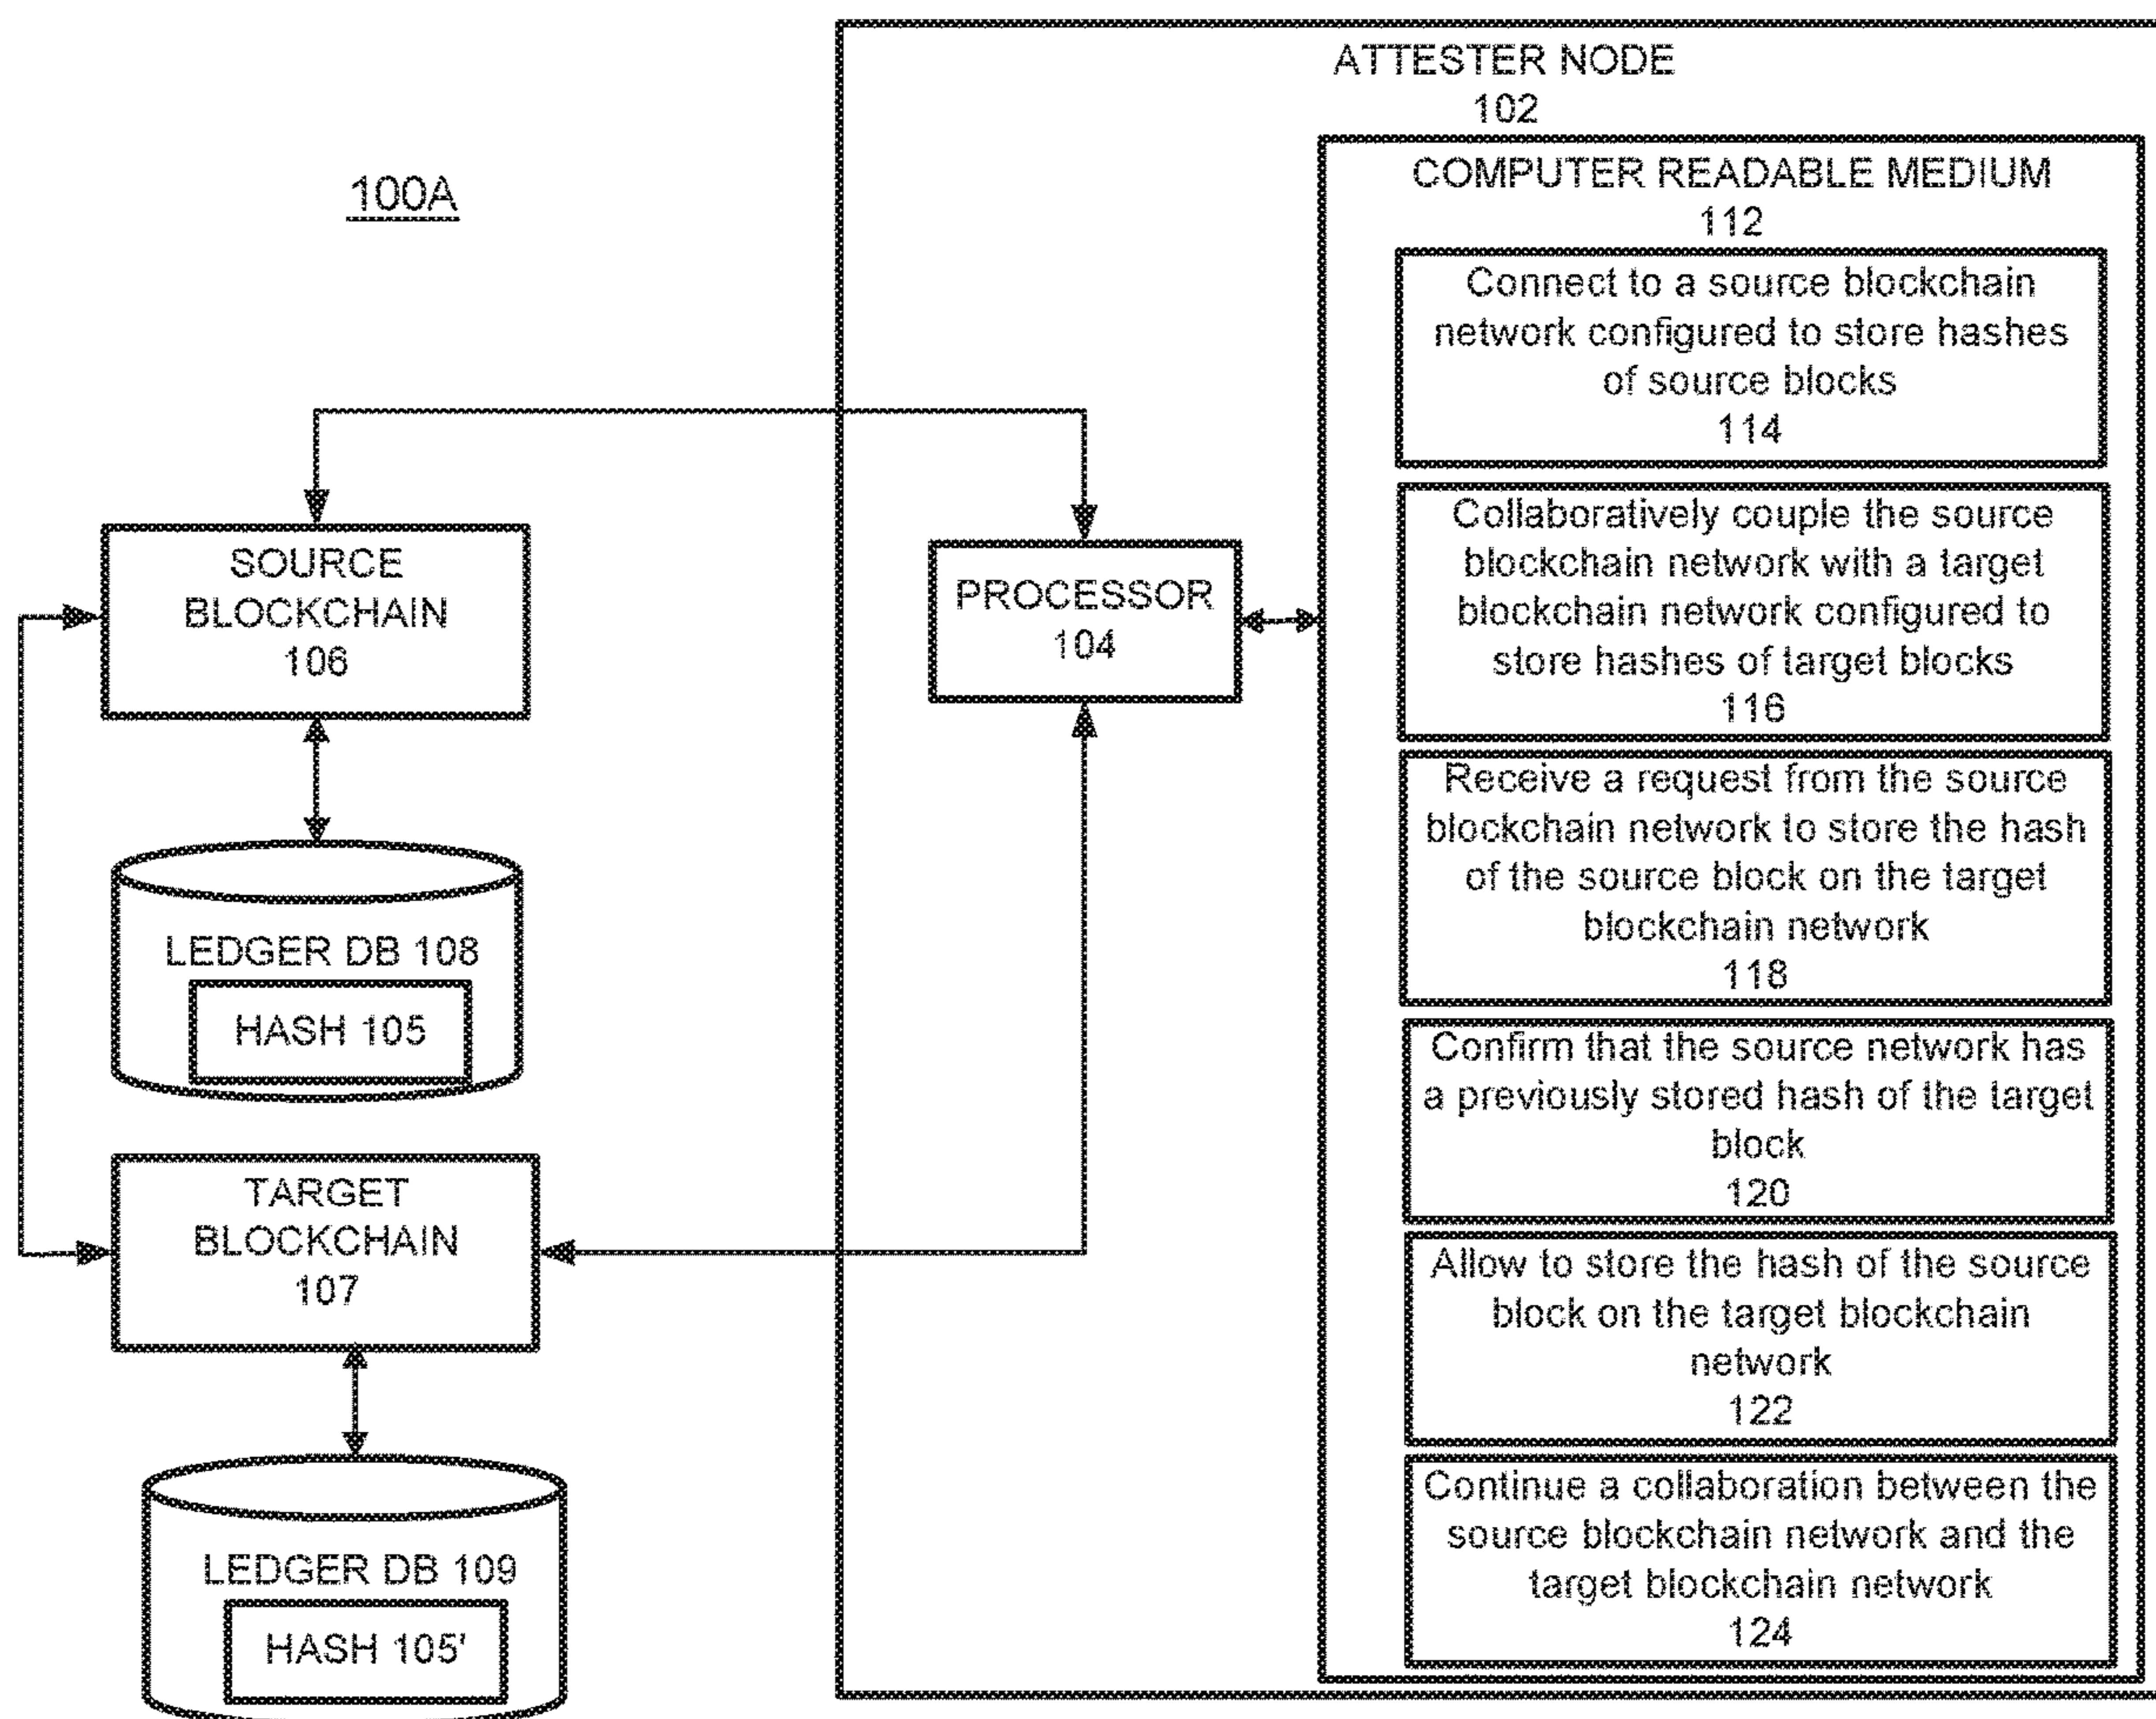 100A
SOURCE
BLOCKCHAIN
106
LEDGER DB 108
HASH 105
TARGET
BLOCKCHAIN
107
LEDGER DB 109
HASH 105'
ATTESTER NODE
102
PROCESSOR
104
COMPUTER READABLE MEDIUM
112
Connect to a source blockchain
network configured to store hashes
of source blocks
114
Collaboratively couple the source
blockchain network with a target
blockchain network configured to
store hashes of target blocks
116
Receive a request from the source
blockchain network to store the hash
of the source block on the target
blockchain network
118
Confirm that the source network has
a previously stored hash of the target
block
120
Allow to store the hash of the source
block on the target blockchain
network
122
Continue a collaboration between the
source blockchain network and the
target blockchain network
124